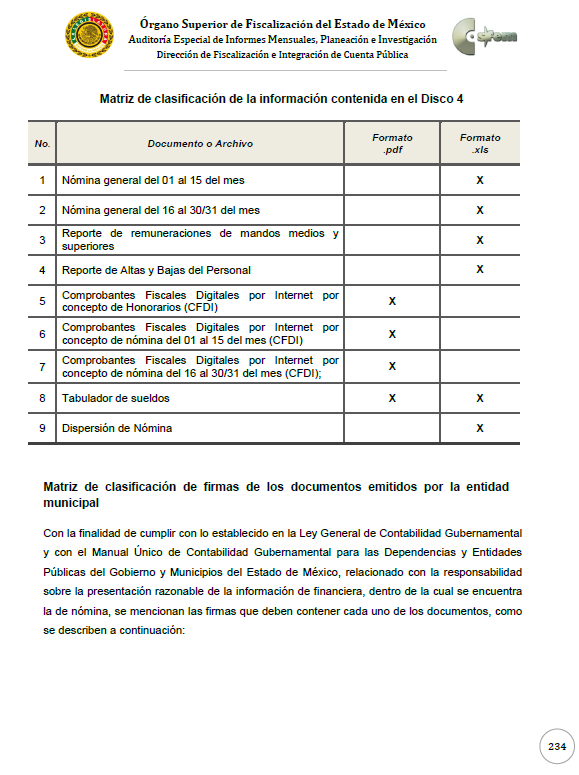 Órgano Superior de Fiscalización del Estado de México
Auditoría Especial de Informes Mensuales, Planeación e Investigación
Dirección de Fiscalización e Integración de Cuenta Pública
osfem
Matriz de clasificación de la información contenida en el Disco 4
No. Documento o Archivo Formato .pdf Formato .xls
1 Nómina general del 01 al 15 del mes X
2 Nómina general del 16 al 30/31 del mes X
3 Reporte de remuneraciones de mandos medios y
superiores X
4 Reporte de Altas y Bajas del Personal X
5 Comprobantes Fiscales Digitales por Internet por
concepto de Honorarios (CFDI) X
6 Comprobantes Fiscales Digitales por Internet por
concepto de nómina del 01 al 15 del mes (CFDI) X
7 Comprobantes Fiscales Digitales por Internet por
concepto de nómina del 16 al 30/31 del mes (CFDI); X
8 Tabulador de sueldos X X
9 Dispersión de Nómina X
Matriz de clasificación de firmas de los documentos emitidos por la entidad
municipal
Con la finalidad de cumplir con lo establecido en la Ley General de Contabilidad Gubernamental
y con el Manual Único de Contabilidad Gubernamental para las Dependencias y Entidades
Públicas del Gobierno y Municipios del Estado de México, relacionado con la responsabilidad
sobre la presentación razonable de la información de financiera, dentro de la cual se encuentra
la de nómina, se mencionan las firmas que deben contener cada uno de los documentos, como
se describen a continuación:
234